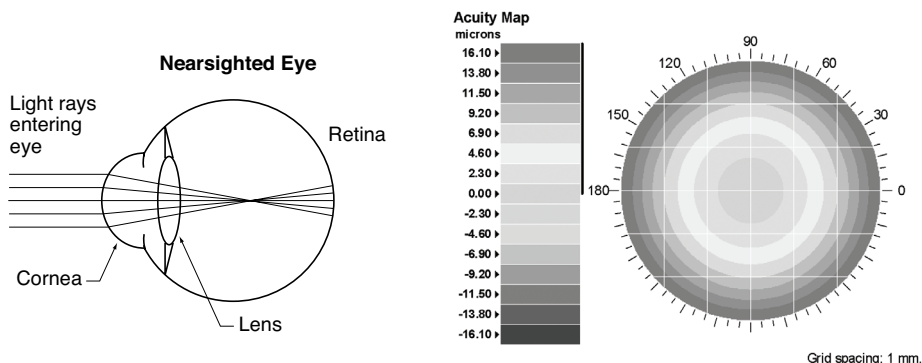 Nearsighted Eye
Light rays
entering
eye
Retina
Cornea
Lens
Acuity Map
microns
16.10
13.80
11.50
9.20
6.90
4.60
2.30
0.00
-2.30
-4.60
-6.90
-9.20
-11.50
-13.80
-16.10
90
120
60
150
30
180
0
Grid spacing: 1 mm.